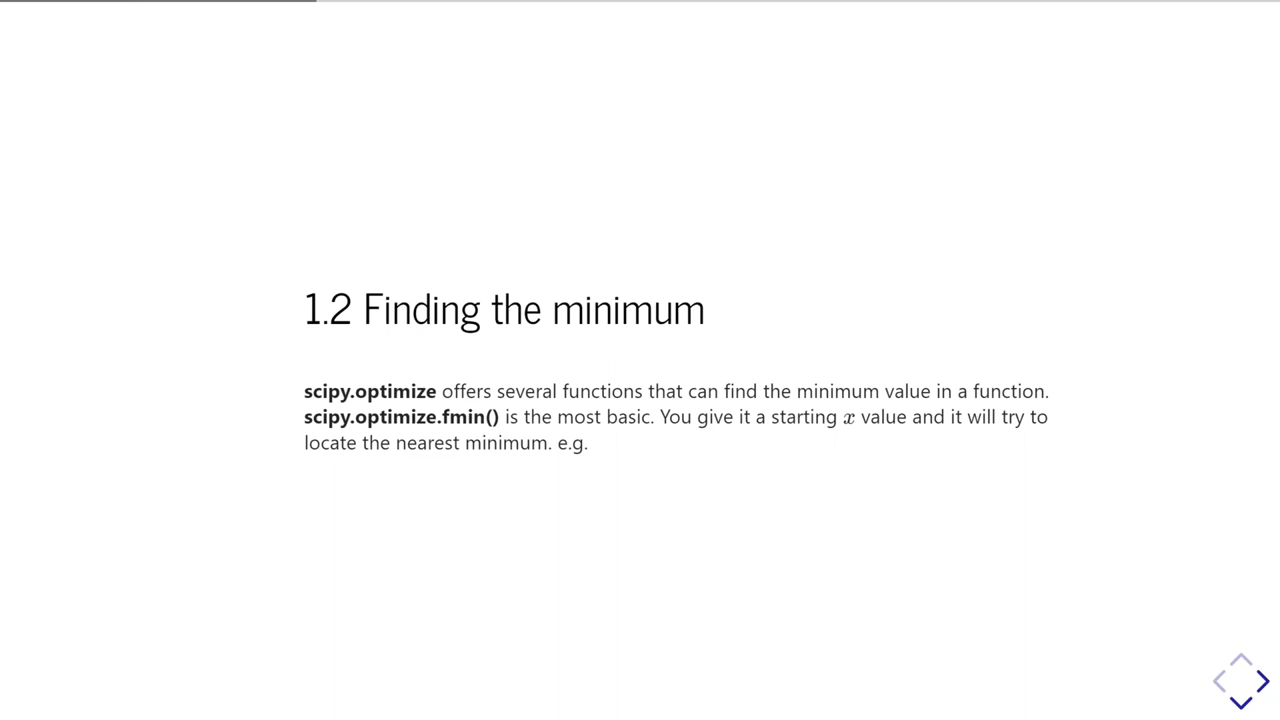 1.2 Finding the minimum
scipy.optimize offers several functions that can find the minimum value in a function.
scipy.optimize.fmin() is the most basic. You give it a starting x value and it will try to
locate the nearest minimum. e.g.